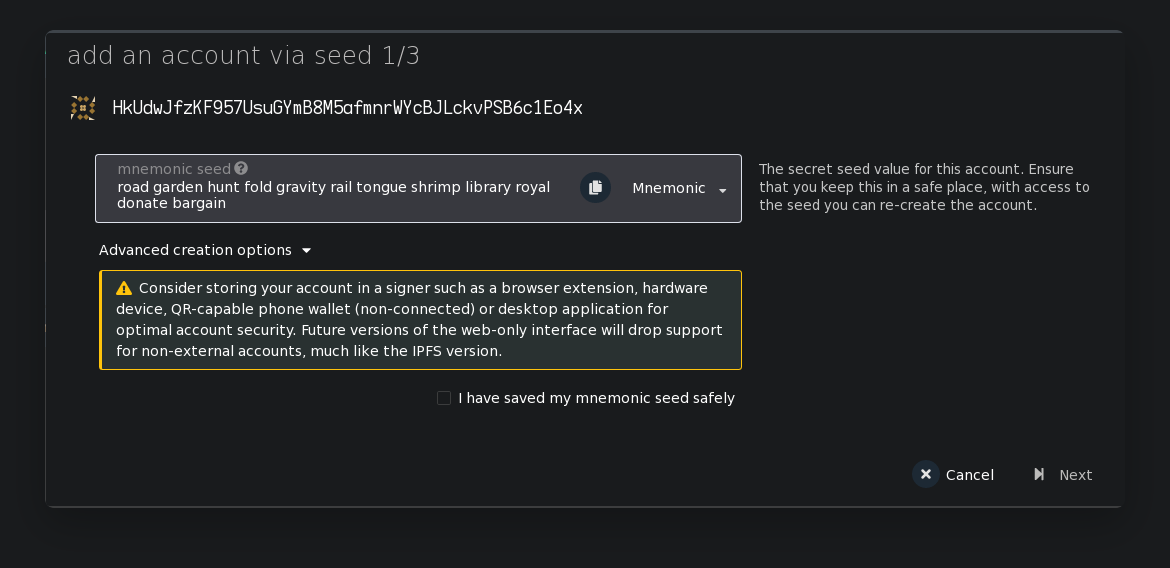 add an account via seed 1/3
HkUdwJfzKF957UsuGYmB8M5afmnrWYcBJLckvPSB6c1Eo4x
mnemonic seed
road garden hunt fold gravity rail tongue shrimp library royal
donate bargain
Mnemonic
The secret seed value for this account. Ensure
that you keep this in a safe place, with access to
the seed you can re-create the account.
Advanced creation options
Consider storing your account in a signer such as a browser extension, hardware
device, QR-capable phone wallet (non-connected) or desktop application for
optimal account security. Future versions of the web-only interface will drop support
for non-external accounts, much like the IPFS version.
I have saved my mnemonic seed safely
Cancel
Next